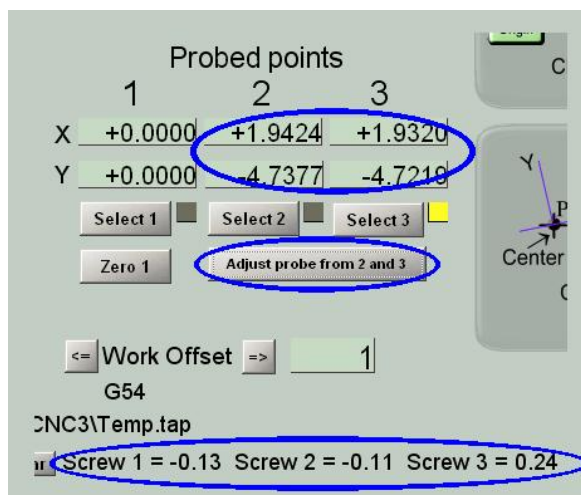 Probed points
1 2 3
X +0.0000 +1.9424 +1.9320
Y +0.0000 -4.7377 -4.7219
Select 1 Select 2 Select 3
Zero 1 Adjust probe from 2 and 3
Y
Center
<= Work Offset => 1
G54
CNC3\Temp.tap
Screw 1 = -0.13 Screw 2 = -0.11 Screw 3 = 0.24